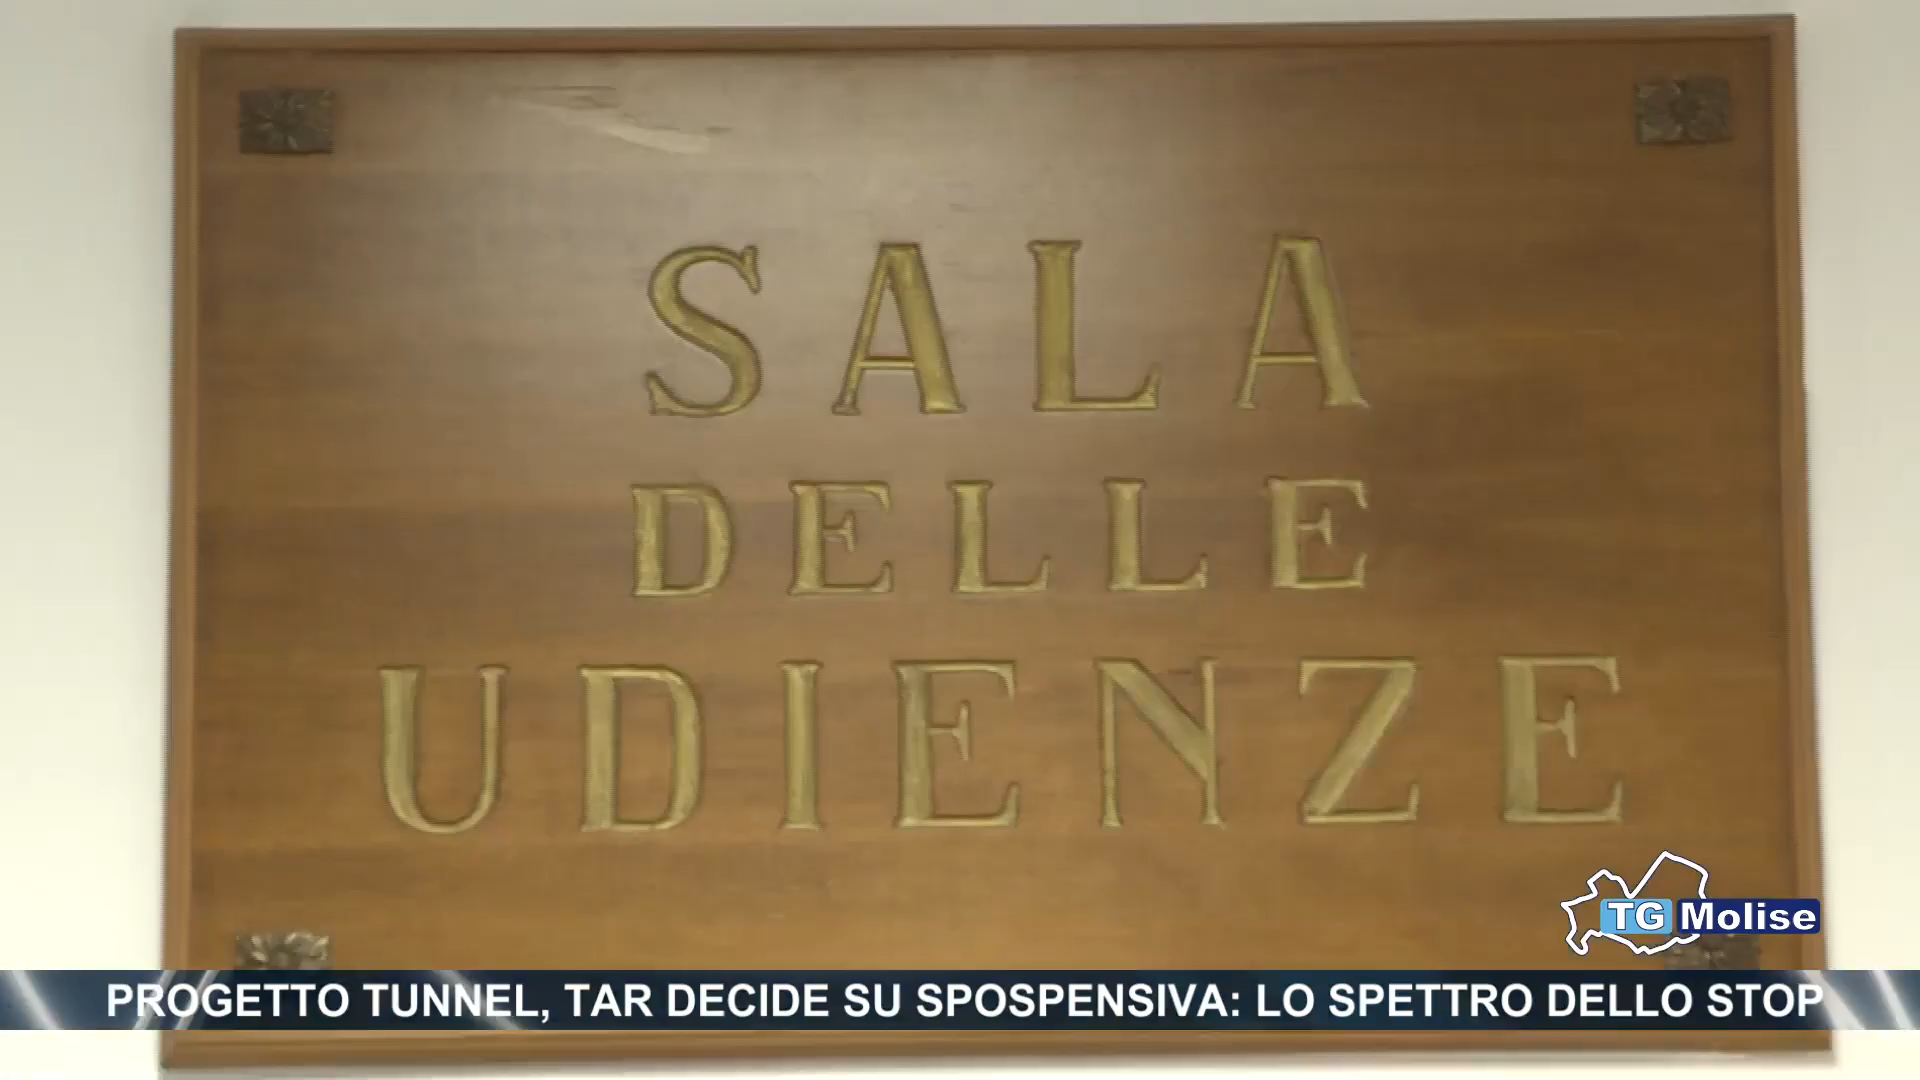 SALA
DELLE
UDIENZE
TG Molise
PROGETTO TUNNEL, TAR DECIDE SU SPOSPENSIVA: LO SPETTRO DELLO STOP